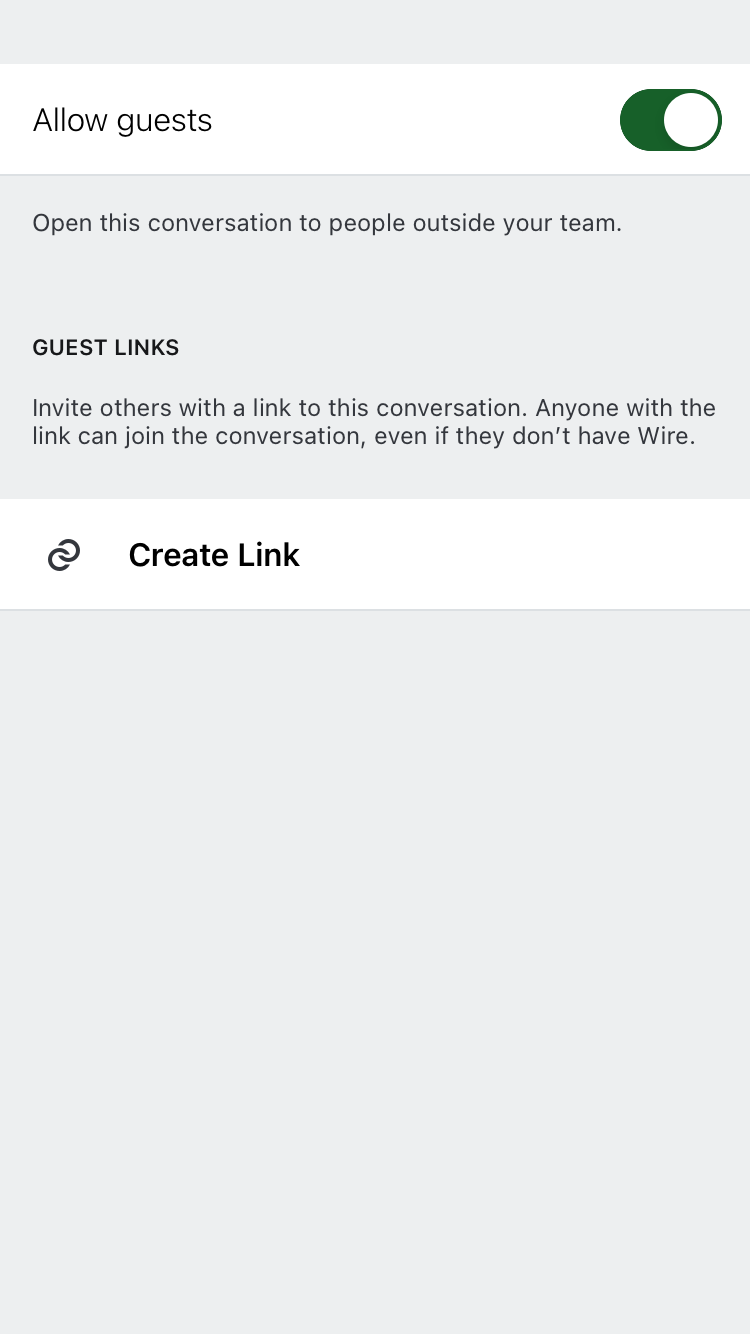 Allow guests
Open this conversation to people outside your team.
GUEST LINKS
Invite others with a link to this conversation. Anyone with the
link can join the conversation, even if they don’t have Wire.
Create Link